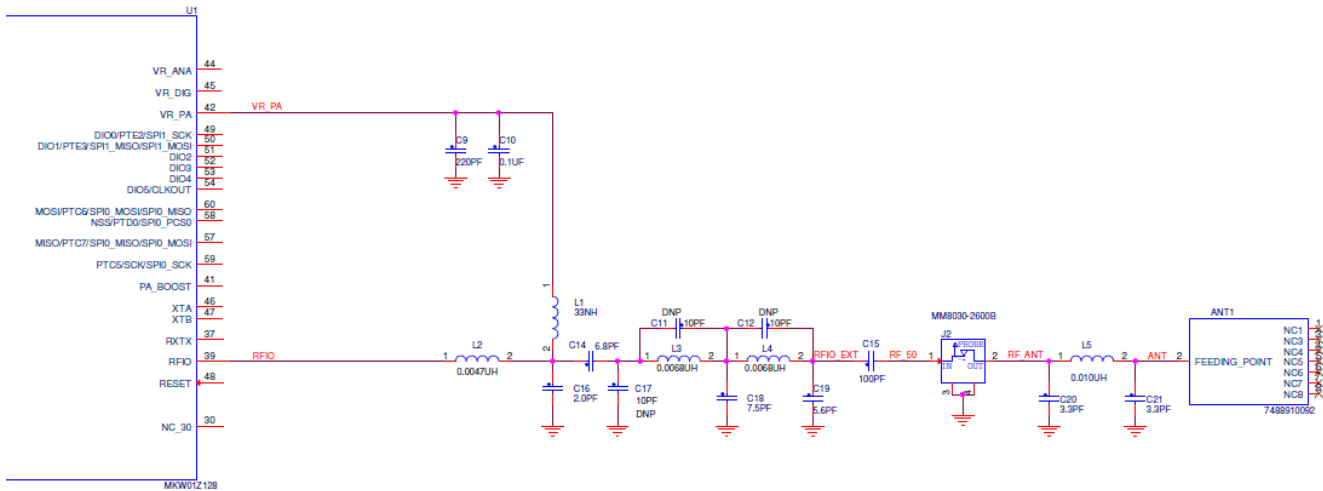 U1
VR_ANA 44
VR_DIG 45
VR_PA 42 VR_PA
DIO0/PTE2/SPI1_SCK 49
DIO1/PTE3/SPI1_MISO/SPI1_MOSI 50
DIO2 51
DIO3 52
DIO4 53
DIO5/CLKOUT 54
MOSI/PTC6/SPI0_MOSI/SPI0_MISO 60
NSS/PTD0/SPI0_PCS0 58
MISO/PTC7/SPI0_MISO/SPI0_MOSI 57
PTC5/SCK/SPI0_SCK 59
PA_BOOST 41
XTA 46
XTB 47
RXTX 37
RFIO 39 RFIO
RESET 48
NC_30 30
MKW01Z128
C9
220PF
C10
0.1UF
1
L1
33NH
2
1 L2 2
0.0047UH
C14 6.8PF
C16
2.0PF
C17
10PF
DNP
DNP
C11 10PF
1 L3 2
0.0068UH
DNP
C12 10PF
1 L4 2
0.0068UH
C18
7.5PF
C19
5.6PF
RFIO_EXT
C15
100PF
RF_50
MM8030-2600B
J2
PROBE
1 IN OUT 2
3 4
RF_ANT
1 L5 2
0.010UH
ANT
C20
3.3PF
C21
3.3PF
ANT1
2 FEEDING_POINT
NC1 1
NC3
NC4
NC5
NC6
NC7
NC8
7488910092